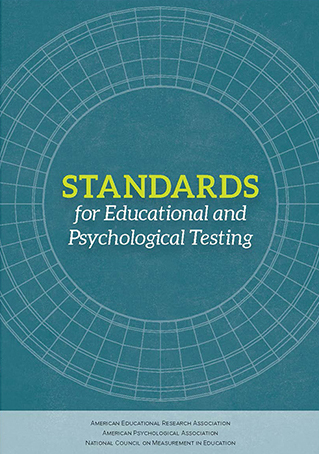 STANDARDS
for Educational and
Psychological Testing
American Educational Research Association
American Psychological Association
National Council on Measurement in Education